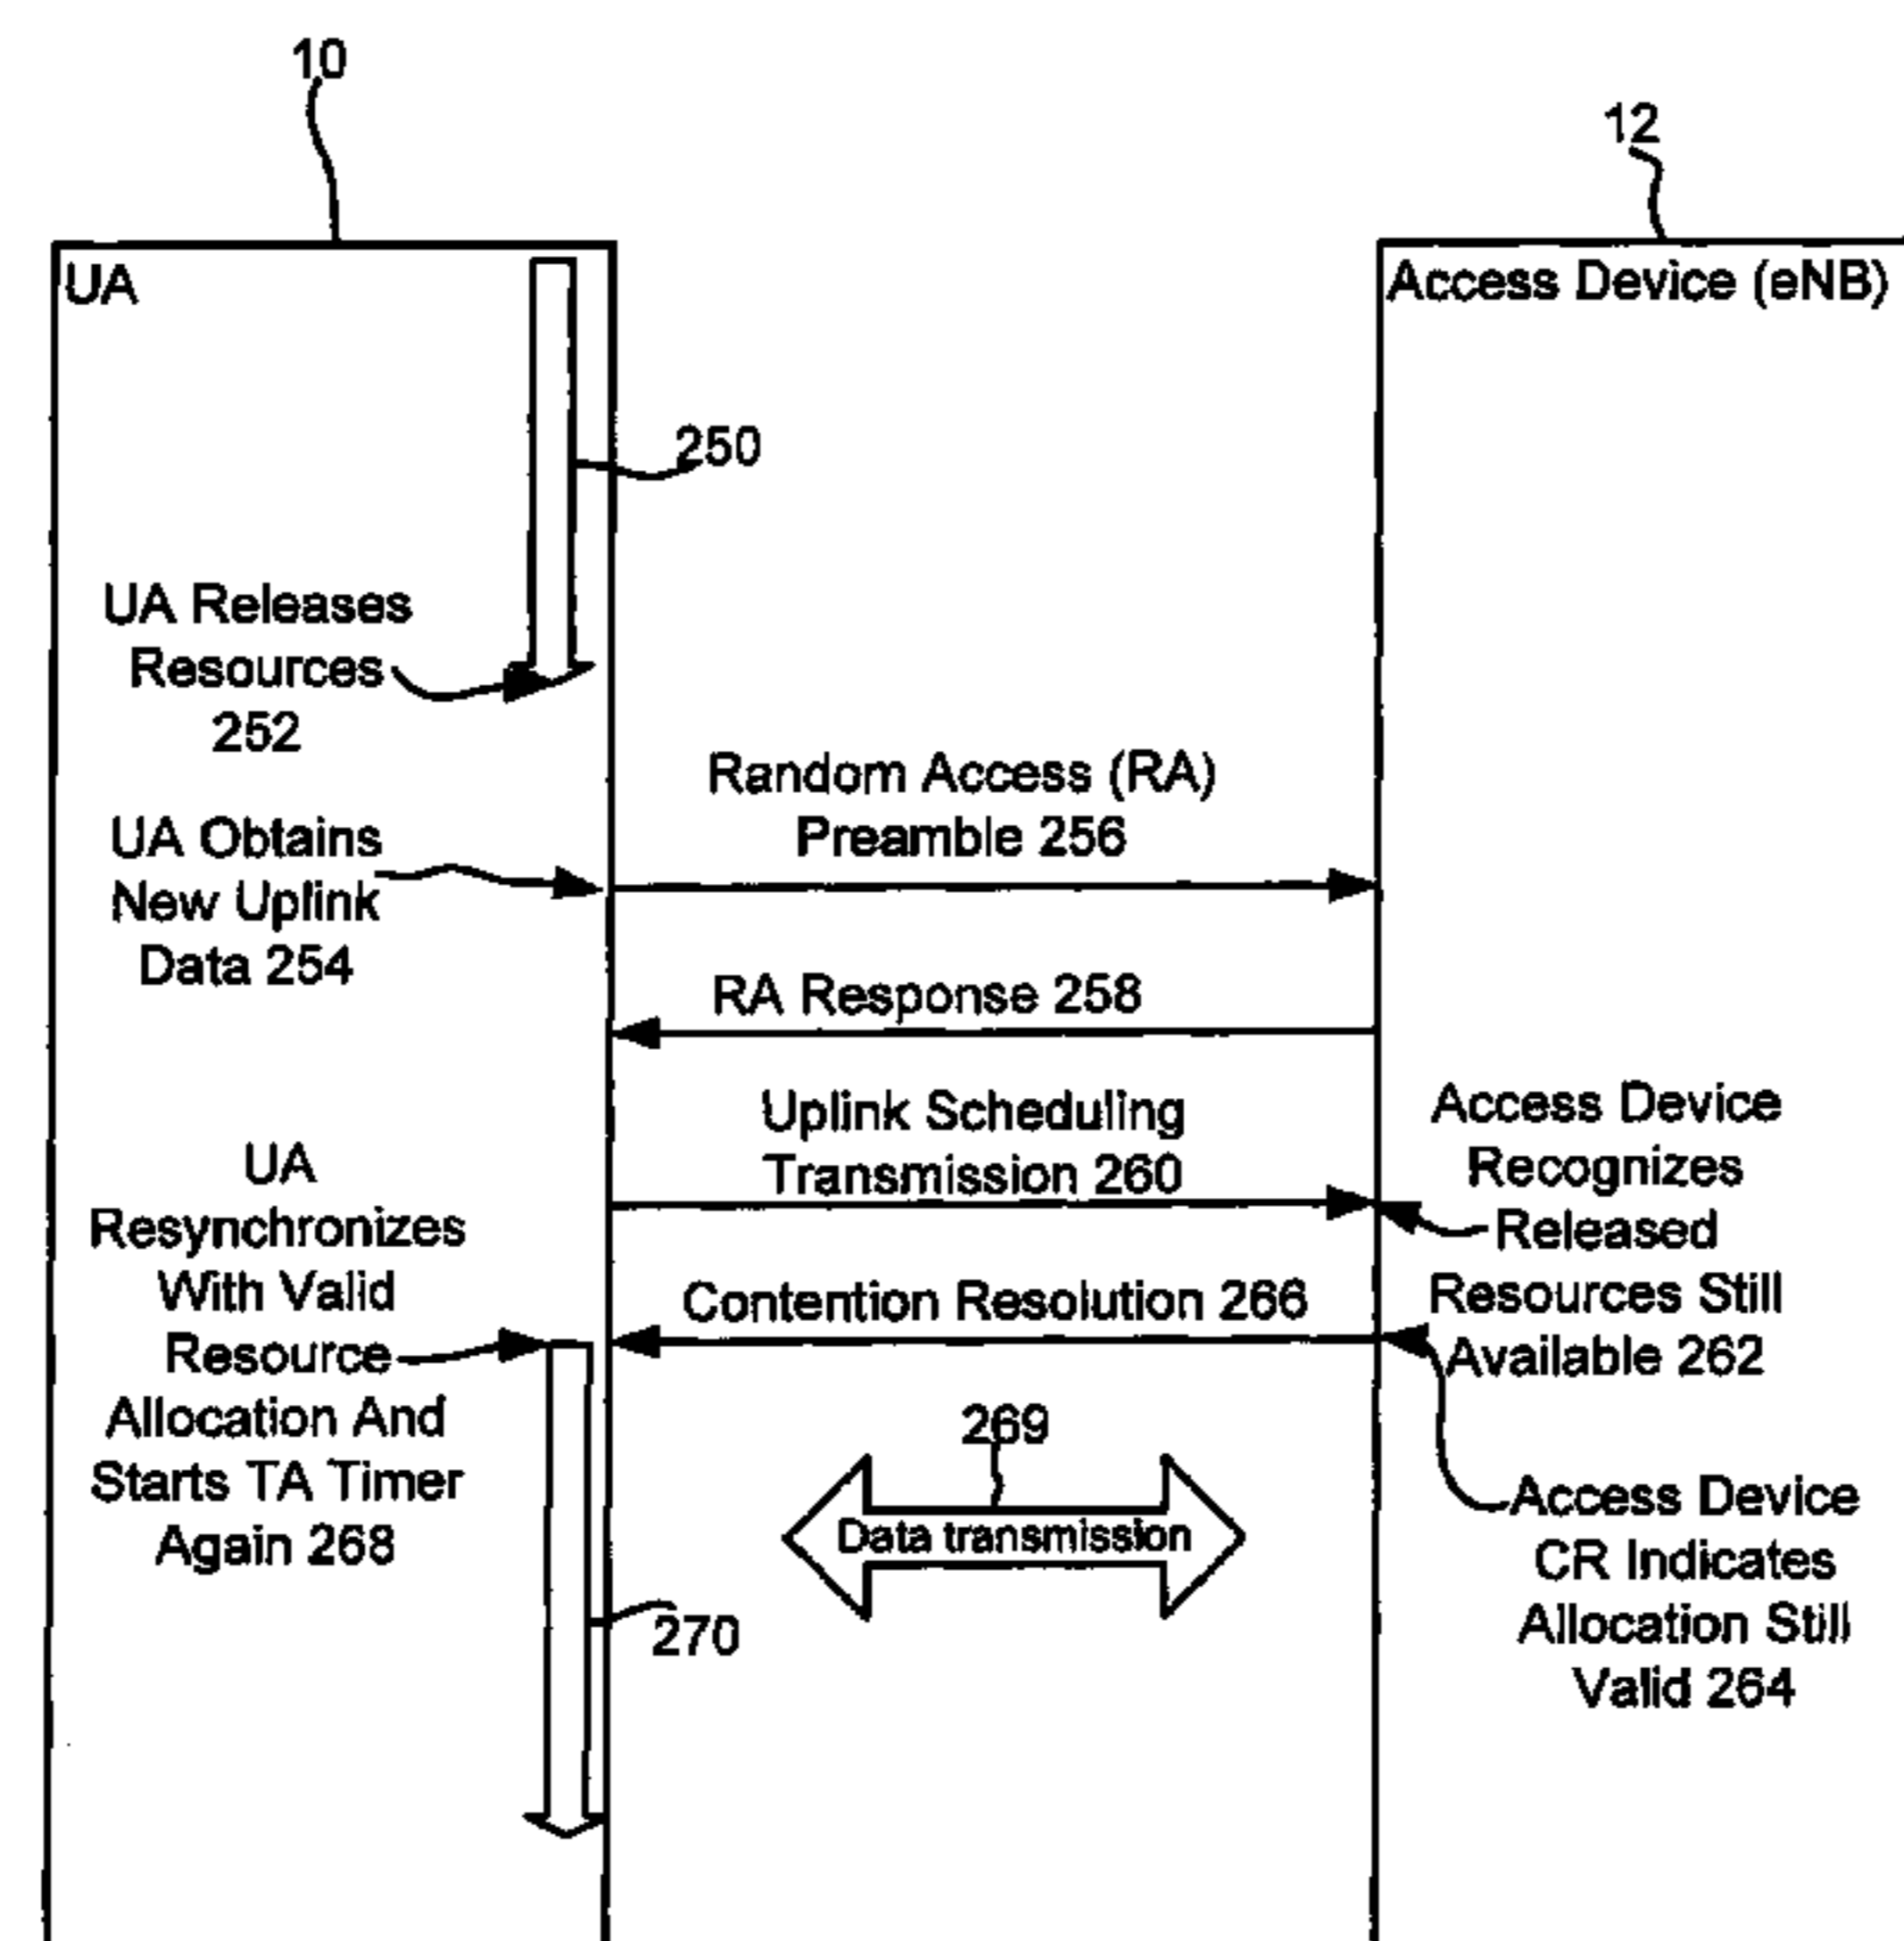 10
12
UA
Access Device (eNB)
250
UA Releases
Resources
252
Random Access (RA)
Preamble 256
UA Obtains
New Uplink
Data 254
RA Response 258
Uplink Scheduling
Transmission 260
Access Device
Recognizes
Released
Resources Still
Available 262
UA
Resynchronizes
With Valid
Resource
Allocation And
Starts TA Timer
Again 268
Contention Resolution 266
269
Data transmission
Access Device
CR Indicates
Allocation Still
Valid 264
270